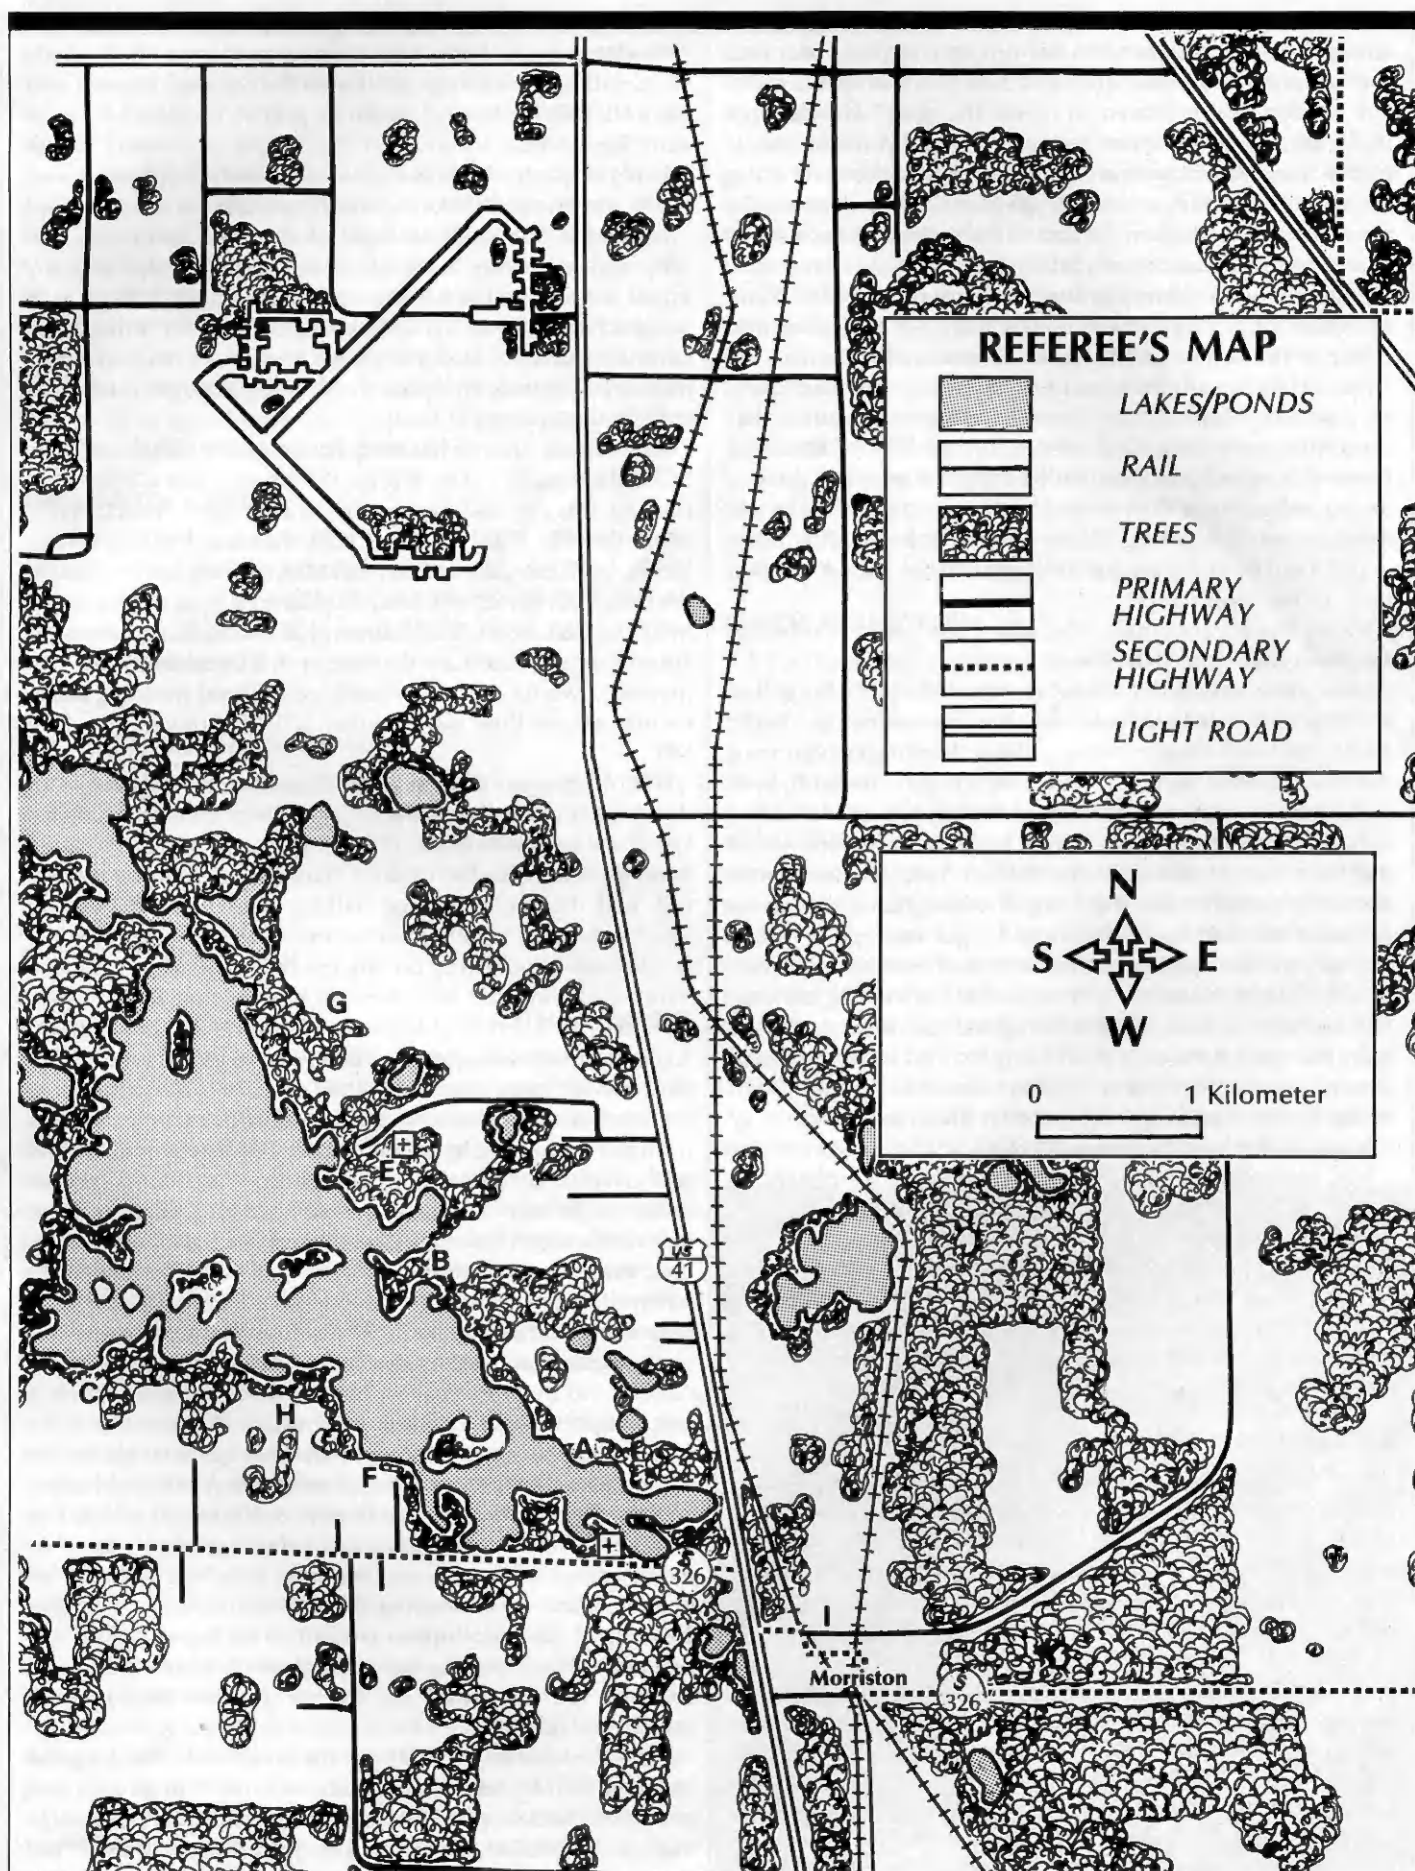 REFEREE'S MAP
LAKES/PONDS
RAIL
TREES
PRIMARY
HIGHWAY
SECONDARY
HIGHWAY
LIGHT ROAD
N
S E
W
0 1 Kilometer
G
E
B
US
41
C
H
A
F
S
326
I
Morriston
S
326